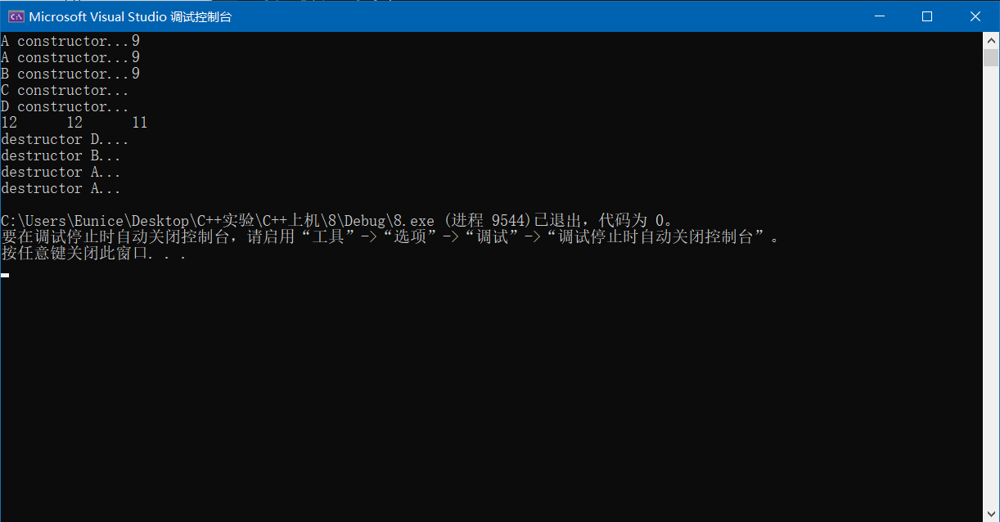 Microsoft Visual Studio 调试控制台
A constructor...9
A constructor...9
B constructor...9
C constructor...
D constructor...
12      12      11
destructor D....
destructor B...
destructor A...
destructor A...
C:\Users\Eunice\Desktop\C++实验\C++上机\8\Debug\8.exe (进程 9544)已退出，代码为 0。
要在调试停止时自动关闭控制台，请启用“工具”->“选项”->“调试”->“调试停止时自动关闭控制台”。
按任意键关闭此窗口. . .